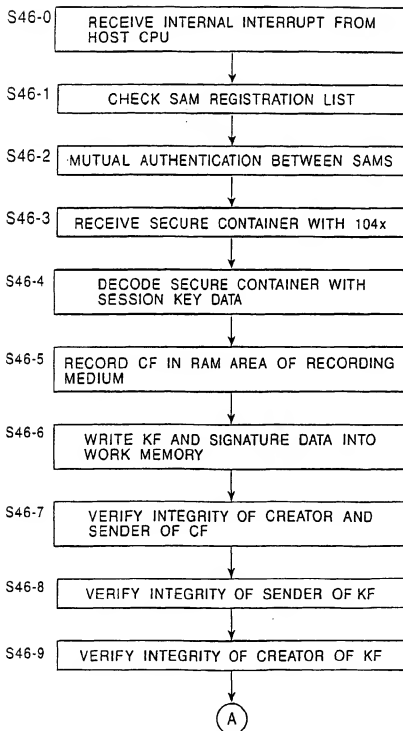 S46-0
RECEIVE INTERNAL INTERRUPT FROM
HOST CPU
S46-1
CHECK SAM REGISTRATION LIST
S46-2
MUTUAL AUTHENTICATION BETWEEN SAMS
S46-3
RECEIVE SECURE CONTAINER WITH 104x
S46-4
DECODE SECURE CONTAINER WITH
SESSION KEY DATA
S46-5
RECORD CF IN RAM AREA OF RECORDING
MEDIUM
S46-6
WRITE KF AND SIGNATURE DATA INTO
WORK MEMORY
S46-7
VERIFY INTEGRITY OF CREATOR AND
SENDER OF CF
S46-8
VERIFY INTEGRITY OF SENDER OF KF
S46-9
VERIFY INTEGRITY OF CREATOR OF KF
A